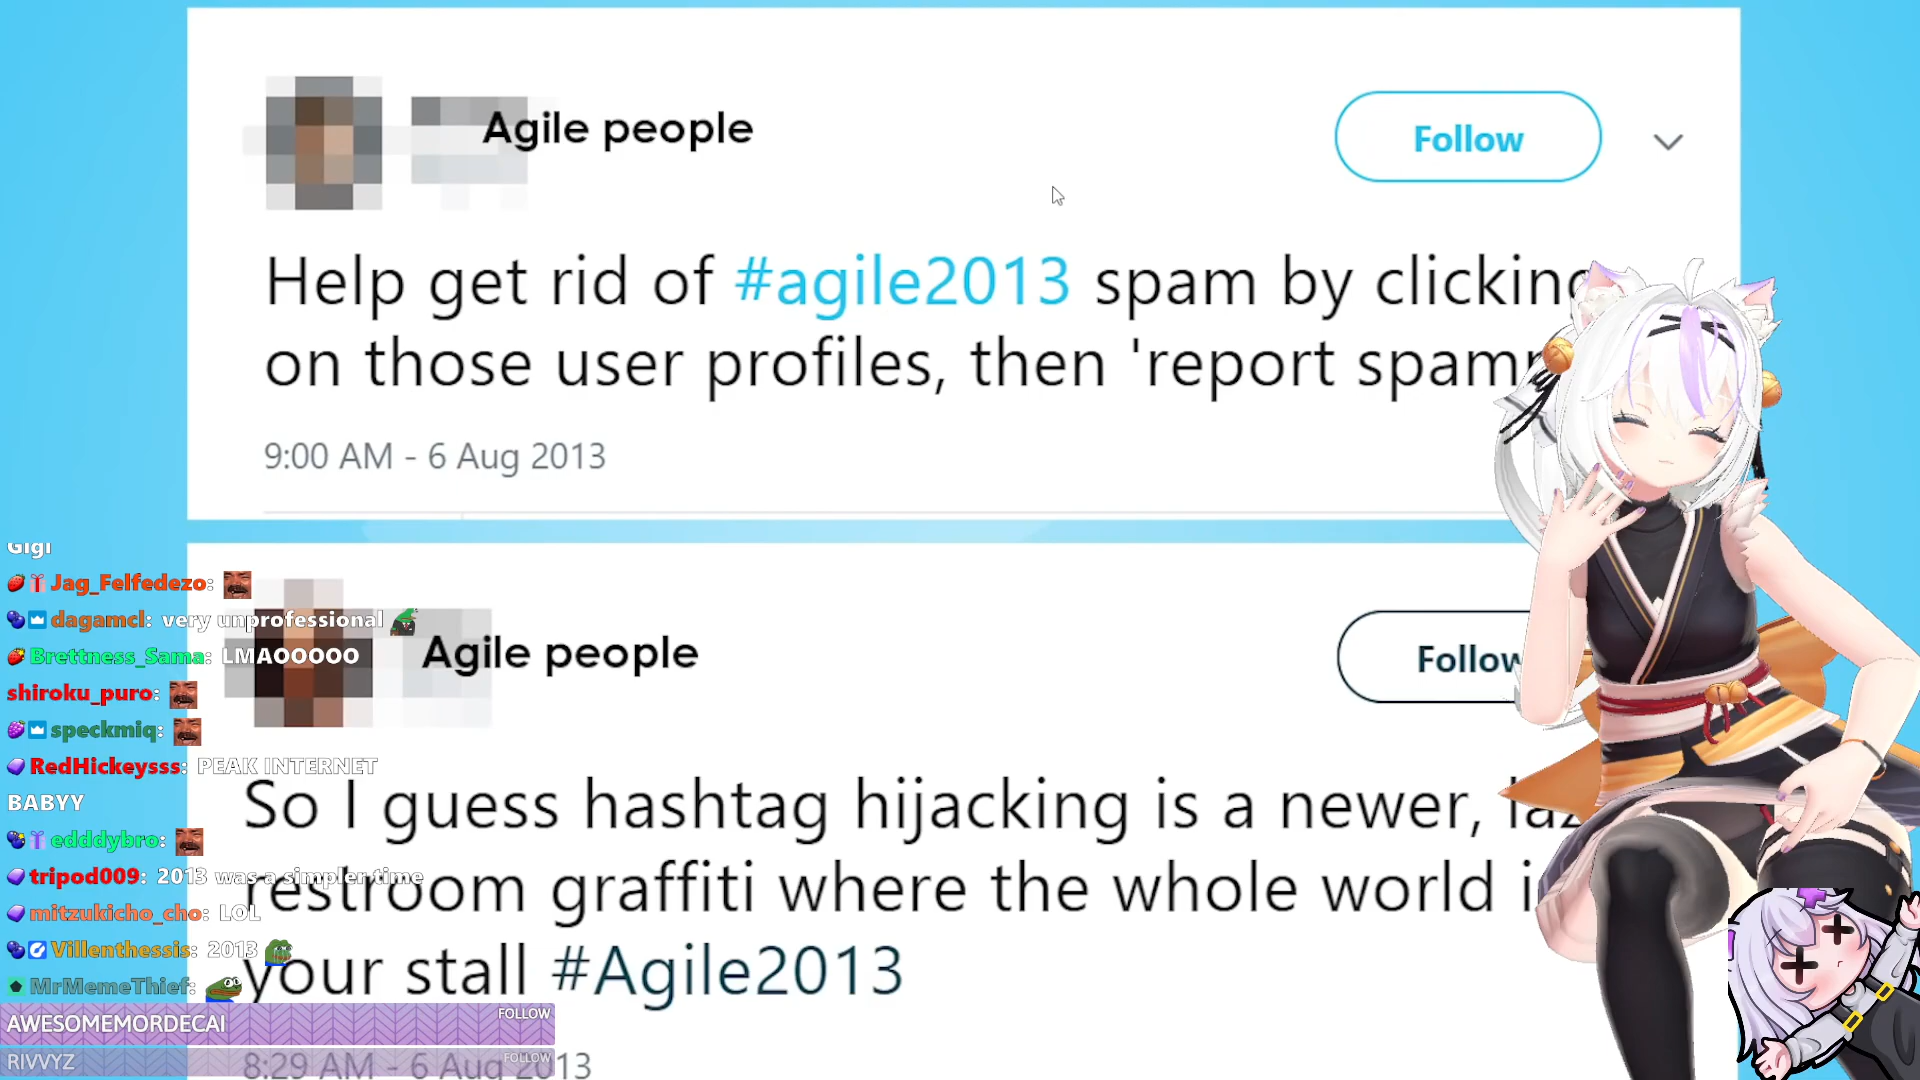 Agile people
Follow
Help get rid of #agile2013 spam by clicking
on those user profiles, then 'report spam
9:00 AM - 6 Aug 2013
Agile people
Follow
So I guess hashtag hijacking is a newer,
restroom graffiti where the whole world
your stall #Agile2013
8:29 AM - 6 Aug 2013
Gigi
Jag_Felfedezo:
dagamcl: very unprofessional
Brettness_Sama: LMAOOOOO
shiroku_puro:
speckmiq:
RedHickeysss: PEAK INTERNET
BABYY
edddybro:
tripod009: 2013 was a simpler time
mitzukicho_cho: LOL
Villenthessis: 2013
MrMemeThief:
AWESOMEMORDECAI FOLLOW
RIVVYZ FOLLOW